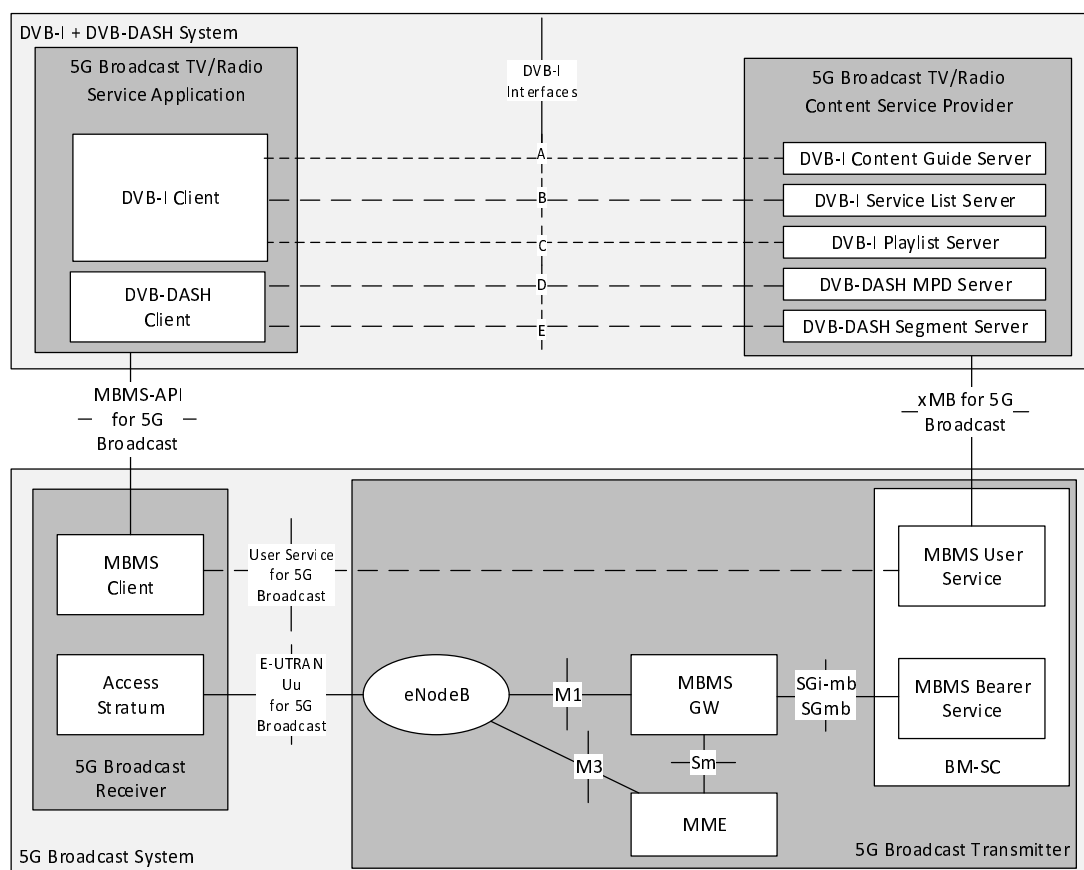 DVB-I + DVB-DASH System
5G Broadcast TV/Radio
Service Application
DVB-I
Interfaces
5G Broadcast TV/Radio
Content Service Provider
DVB-I Client
A
DVB-I Content Guide Server
B
DVB-I Service List Server
C
DVB-I Playlist Server
DVB-DASH
Client
D
DVB-DASH MPD Server
E
DVB-DASH Segment Server
MBMS-API
for 5G
Broadcast
xMB for 5G
Broadcast
MBMS
Client
User Service
for 5G
Broadcast
MBMS User
Service
Access
Stratum
E-UTRAN
Uu
for 5G
Broadcast
eNodeB
M1
MBMS
GW
SGi-mb
SGmb
MBMS Bearer
Service
M3
Sm
5G Broadcast
Receiver
BM-SC
MME
5G Broadcast System
5G Broadcast Transmitter